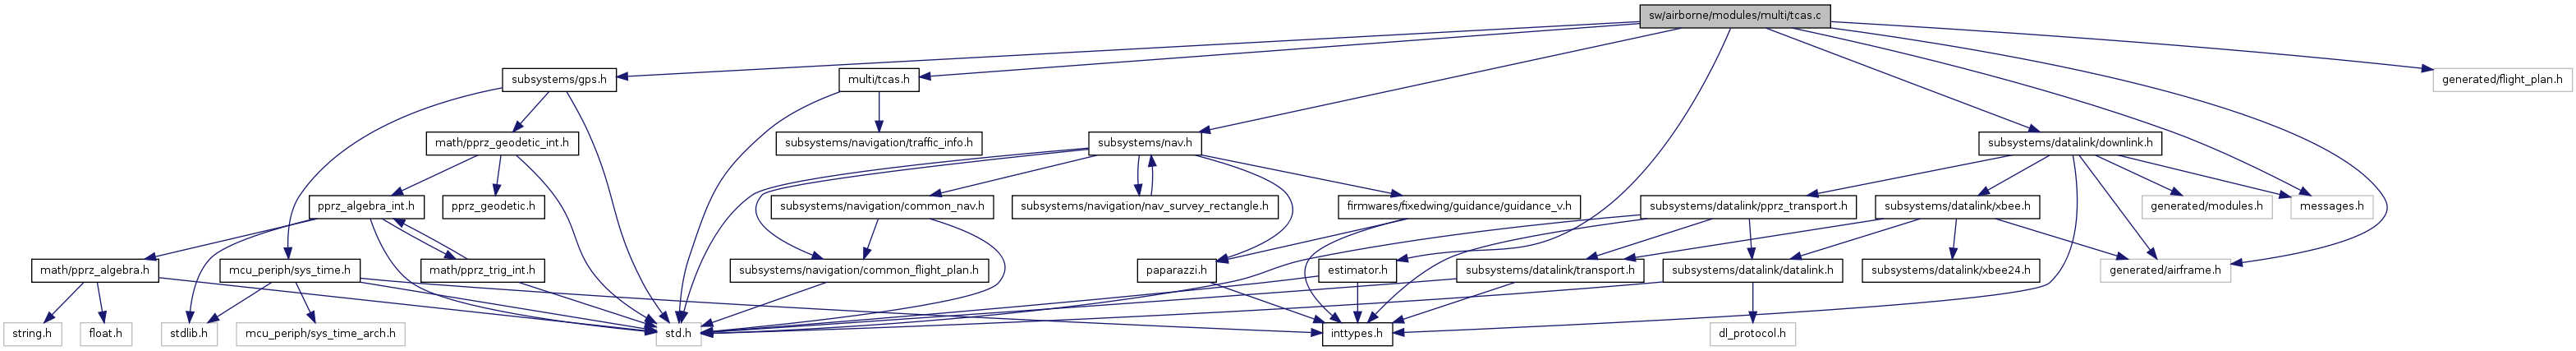 sw/airborne/modules/multi/tcas.c
subsystems/gps.h
multi/tcas.h
generated/flight_plan.h
math/pprz_geodetic_int.h
subsystems/navigation/traffic_info.h
subsystems/nav.h
subsystems/datalink/downlink.h
pprz_algebra_int.h
pprz_geodetic.h
subsystems/navigation/common_nav.h
subsystems/navigation/nav_survey_rectangle.h
firmwares/fixedwing/guidance/guidance_v.h
subsystems/datalink/pprz_transport.h
subsystems/datalink/xbee.h
generated/modules.h
messages.h
math/pprz_algebra.h
mcu_periph/sys_time.h
math/pprz_trig_int.h
subsystems/navigation/common_flight_plan.h
paparazzi.h
estimator.h
subsystems/datalink/transport.h
subsystems/datalink/datalink.h
subsystems/datalink/xbee24.h
generated/airframe.h
string.h
float.h
stdlib.h
mcu_periph/sys_time_arch.h
std.h
inttypes.h
dl_protocol.h